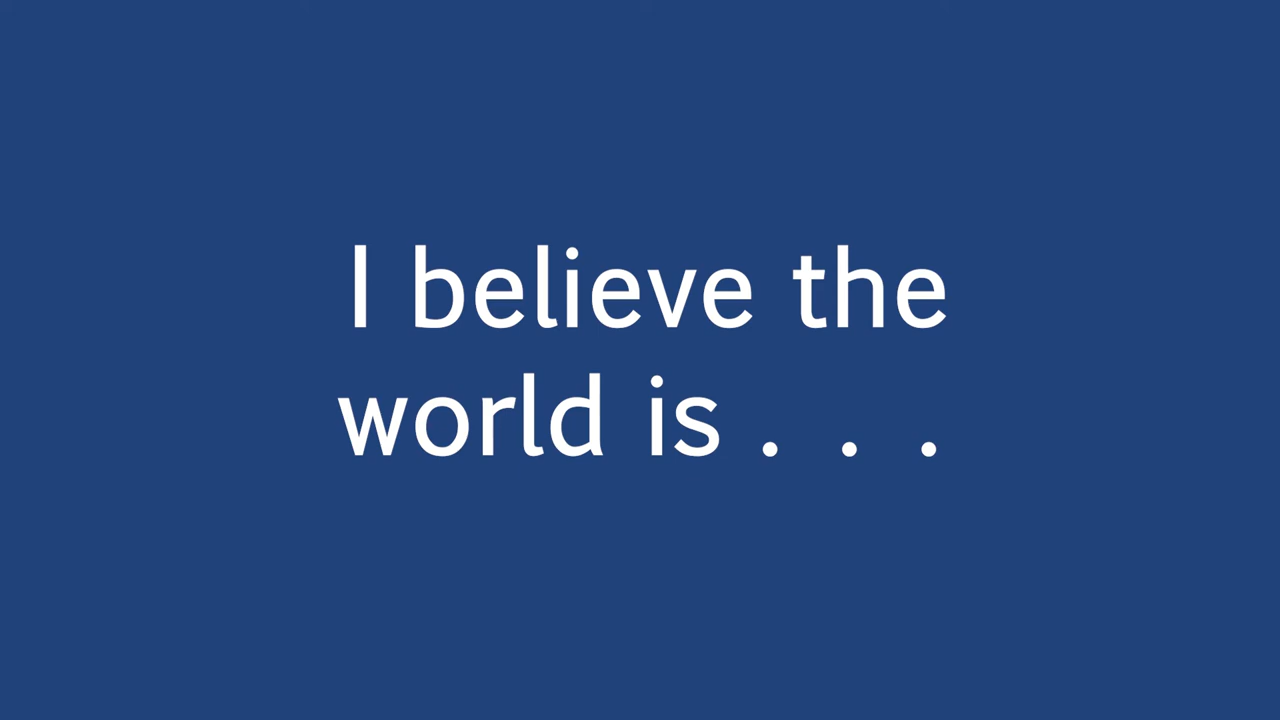 I believe the
world is . . .